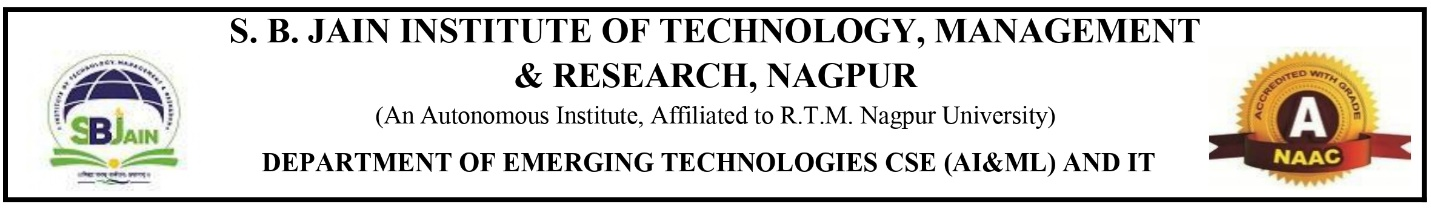 S. B. JAIN INSTITUTE OF TECHNOLOGY, MANAGEMENT
& RESEARCH, NAGPUR
(An Autonomous Institute, Affiliated to R.T.M. Nagpur University)
DEPARTMENT OF EMERGING TECHNOLOGIES CSE (AI&ML) AND IT
SBJAIN
ACCREDITED WITH GRADE
A
NAAC